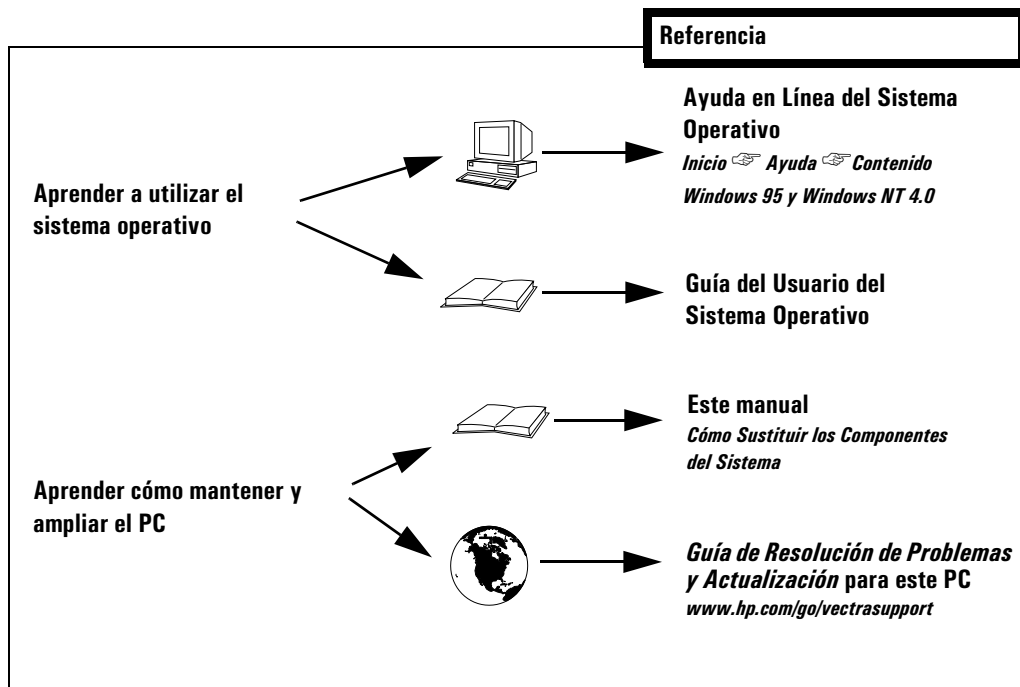 Referencia
Aprender a utilizar el
sistema operativo
Ayuda en Línea del Sistema
Operativo
Inicio ☞ Ayuda ☞ Contenido
Windows 95 y Windows NT 4.0
Guía del Usuario del
Sistema Operativo
Aprender cómo mantener y
ampliar el PC
Este manual
Cómo Sustituir los Componentes
del Sistema
Guía de Resolución de Problemas
y Actualización para este PC
www.hp.com/go/vectrasupport